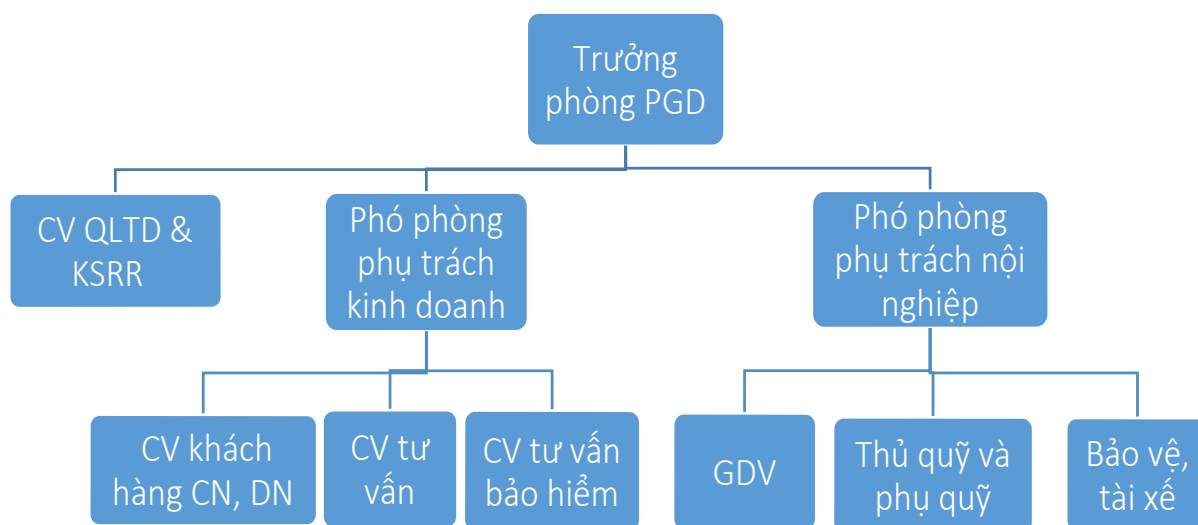 Trưởng
phòng PGD
CV QLTD &
KSRR
Phó phòng
phụ trách
kinh doanh
Phó phòng
phụ trách nội
nghiệp
CV khách
hàng CN, DN
CV tư
vấn
CV tư vấn
bảo hiểm
GDV
Thủ quỹ và
phụ quỹ
Bảo vệ,
tài xế